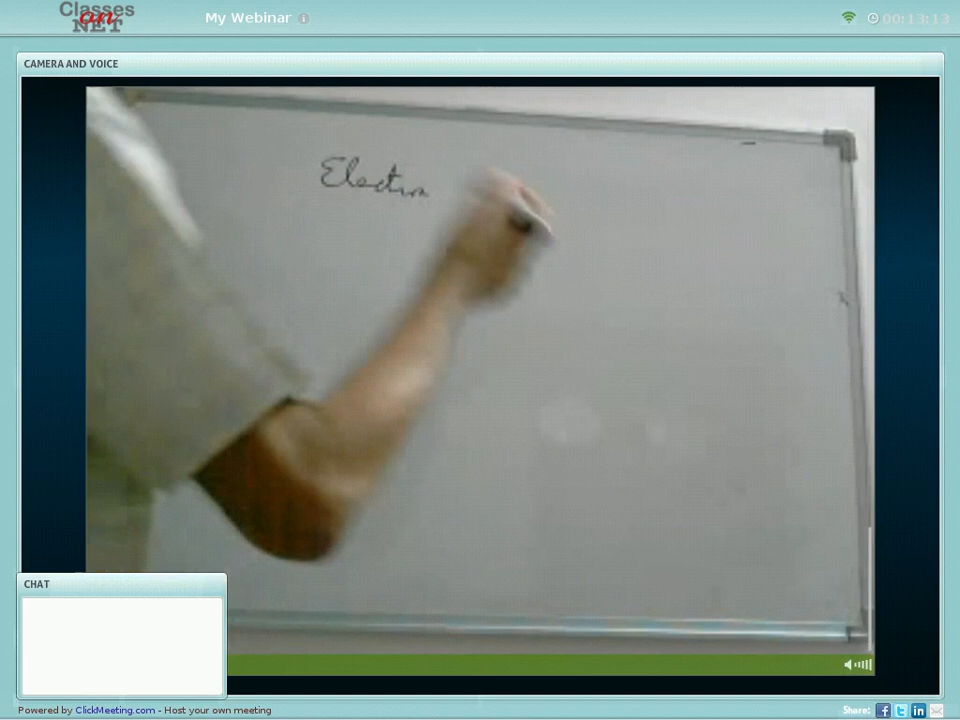 Classes
on
NET
My Webinar
00:13:13
CAMERA AND VOICE
Electron
CHAT
Powered by ClickMeeting.com - Host your own meeting
Share: